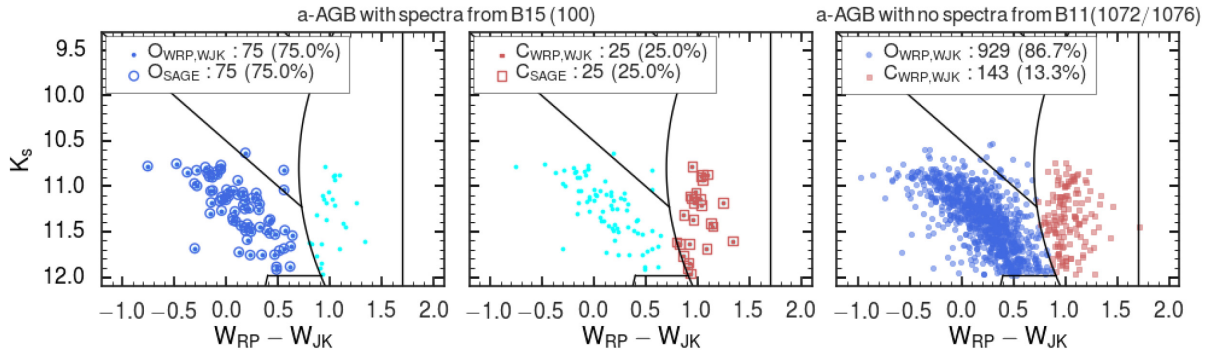 a-AGB with spectra from B15 (100)
a-AGB with no spectra from B11(1072/1076)
O_WRP,WJK : 75 (75.0%)
O_SAGE : 75 (75.0%)
C_WRP,WJK : 25 (25.0%)
C_SAGE : 25 (25.0%)
O_WRP,WJK : 929 (86.7%)
C_WRP,WJK : 143 (13.3%)
K_s
9.5
10.0
10.5
11.0
11.5
12.0
−1.0 −0.5 0.0 0.5 1.0 1.5 2.0
−1.0 −0.5 0.0 0.5 1.0 1.5 2.0
−1.0 −0.5 0.0 0.5 1.0 1.5 2.0
W_RP − W_JK
W_RP − W_JK
W_RP − W_JK